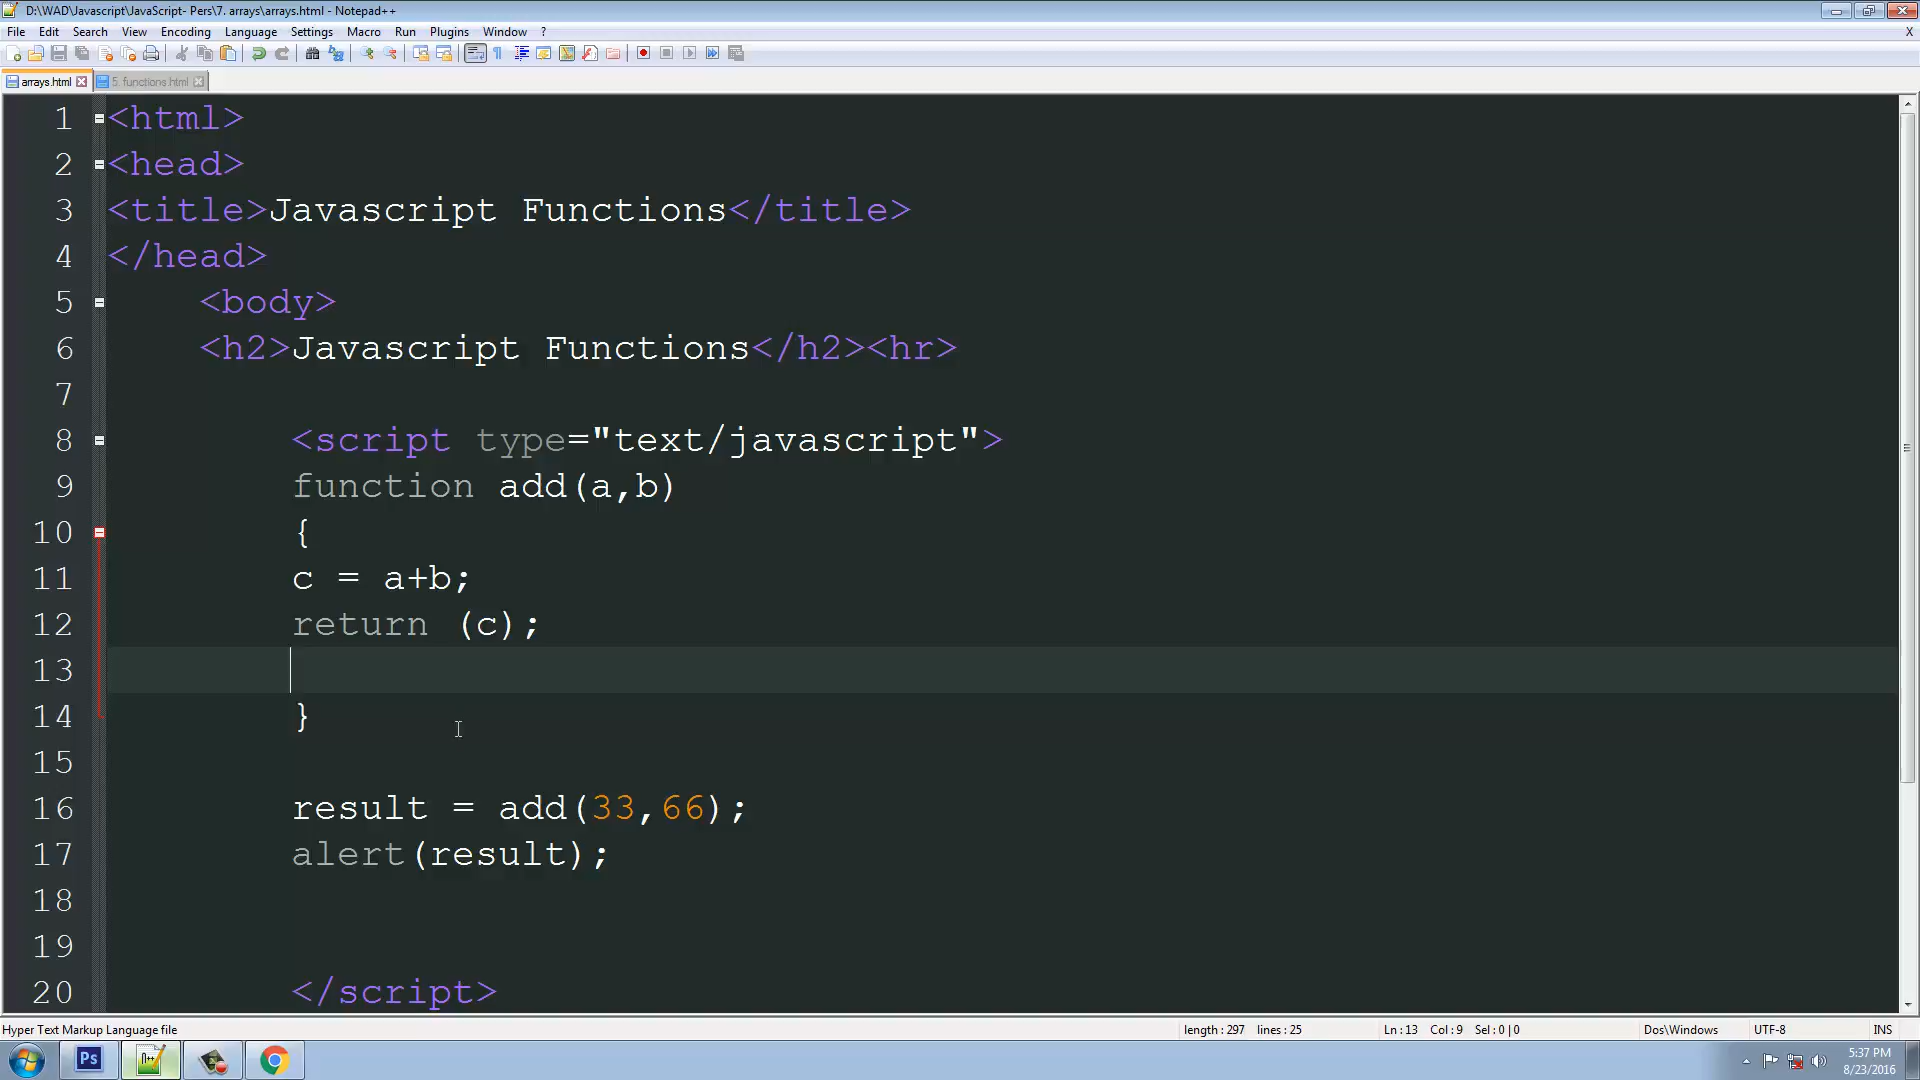 D:\WAD\Javascript\JavaScript- Pers\7. arrays\arrays.html - Notepad++
File Edit Search View Encoding Language Settings Macro Run Plugins Window ? X
arrays.html 5. functions.html
1 <html>
2 <head>
3 <title>Javascript Functions</title>
4 </head>
5 <body>
6 <h2>Javascript Functions</h2><hr>
7
8 <script type="text/javascript">
9 function add(a,b)
10 {
11 c = a+b;
12 return (c);
13
14 }
15
16 result = add(33,66);
17 alert(result);
18
19
20 </script>
Hyper Text Markup Language file length : 297 lines : 25 Ln : 13 Col : 9 Sel : 0 | 0 Dos\Windows UTF-8 INS
Ps
5:37 PM
8/23/2016